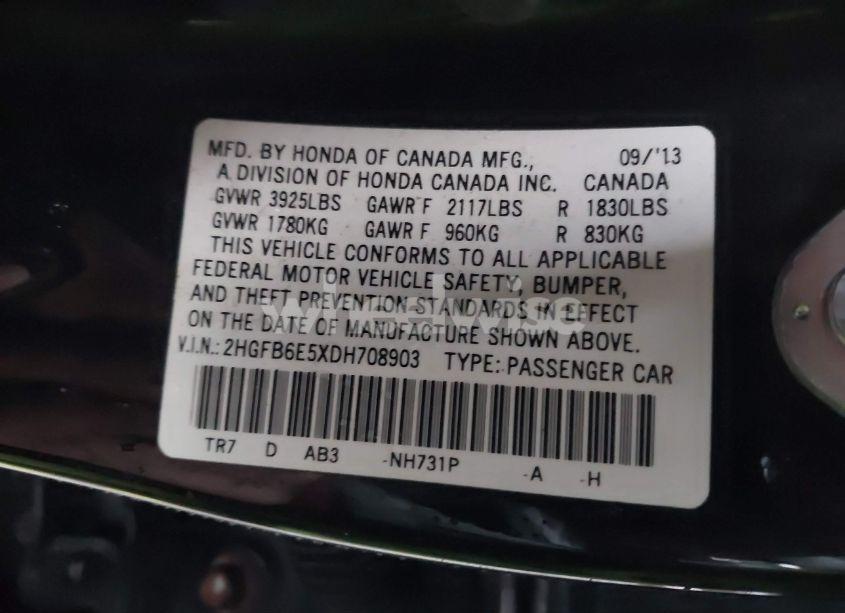 MFD. BY HONDA OF CANADA MFG., 09/'13
A DIVISION OF HONDA CANADA INC. CANADA
GVWR 3925LBS GAWR F 2117LBS R 1830LBS
GVWR 1780KG GAWR F 960KG R 830KG
THIS VEHICLE CONFORMS TO ALL APPLICABLE
FEDERAL MOTOR VEHICLE SAFETY, BUMPER,
AND THEFT PREVENTION STANDARDS IN EFFECT
ON THE DATE OF MANUFACTURE SHOWN ABOVE.
V.I.N.: 2HGFB6E5XDH708903 TYPE: PASSENGER CAR
TR7 D AB3 -NH731P -A -H
wheelwise